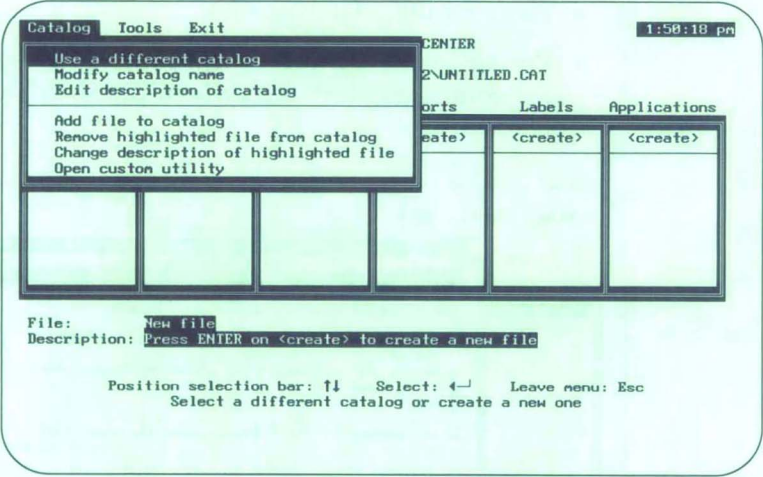 Catalog Tools Exit 1:50:18 pm
CENTER
Use a different catalog
Modify catalog name 2\UNTITLED.CAT
Edit description of catalog
orts Labels Applications
Add file to catalog
Remove highlighted file from catalog eate> <create> <create>
Change description of highlighted file
Open custom utility
File: New file
Description: Press ENTER on <create> to create a new file
Position selection bar: ↑↓ Select: ◄─┘ Leave menu: Esc
Select a different catalog or create a new one